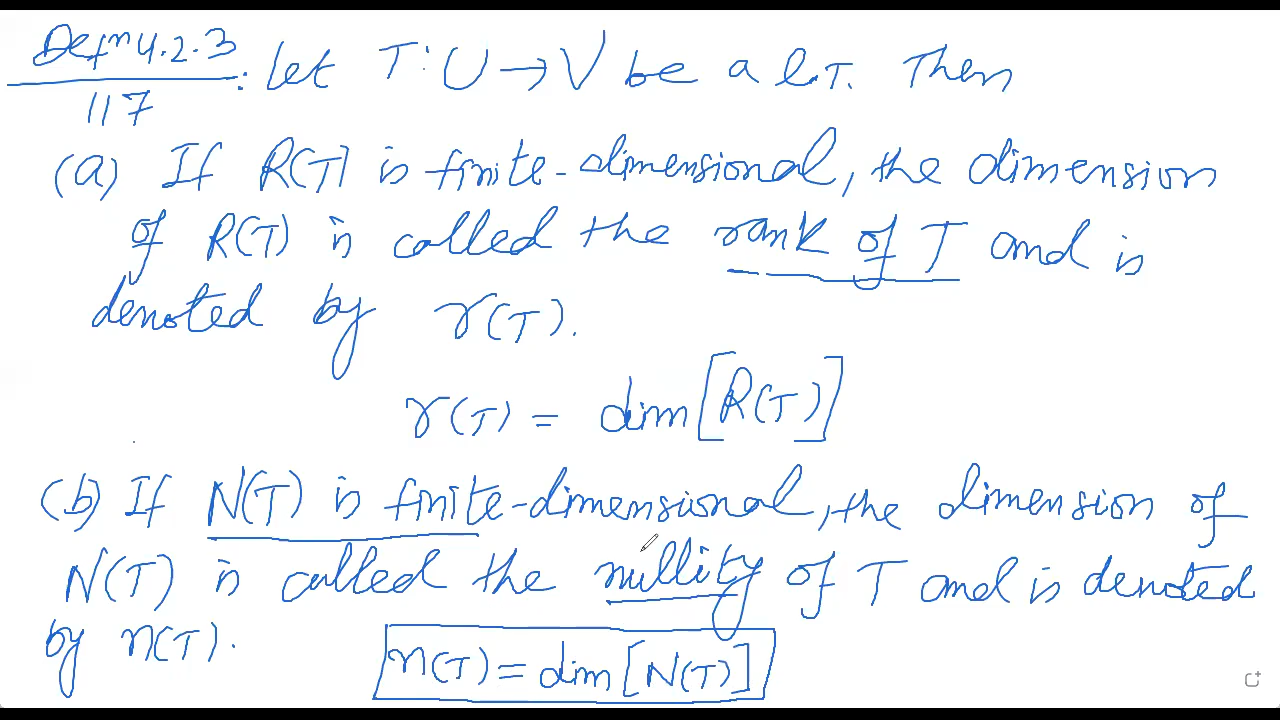 Defⁿ 4.2.3 : Let T: U → V be a l.T. Then
117
(a) If R(T) is finite-dimensional, the dimension
of R(T) is called the rank of T and is
denoted by r(T).
r(T) = dim [R(T)]
(b) If N(T) is finite-dimensional, the dimension of
N(T) is called the nullity of T and is denoted
by n(T).
n(T) = dim [N(T)]